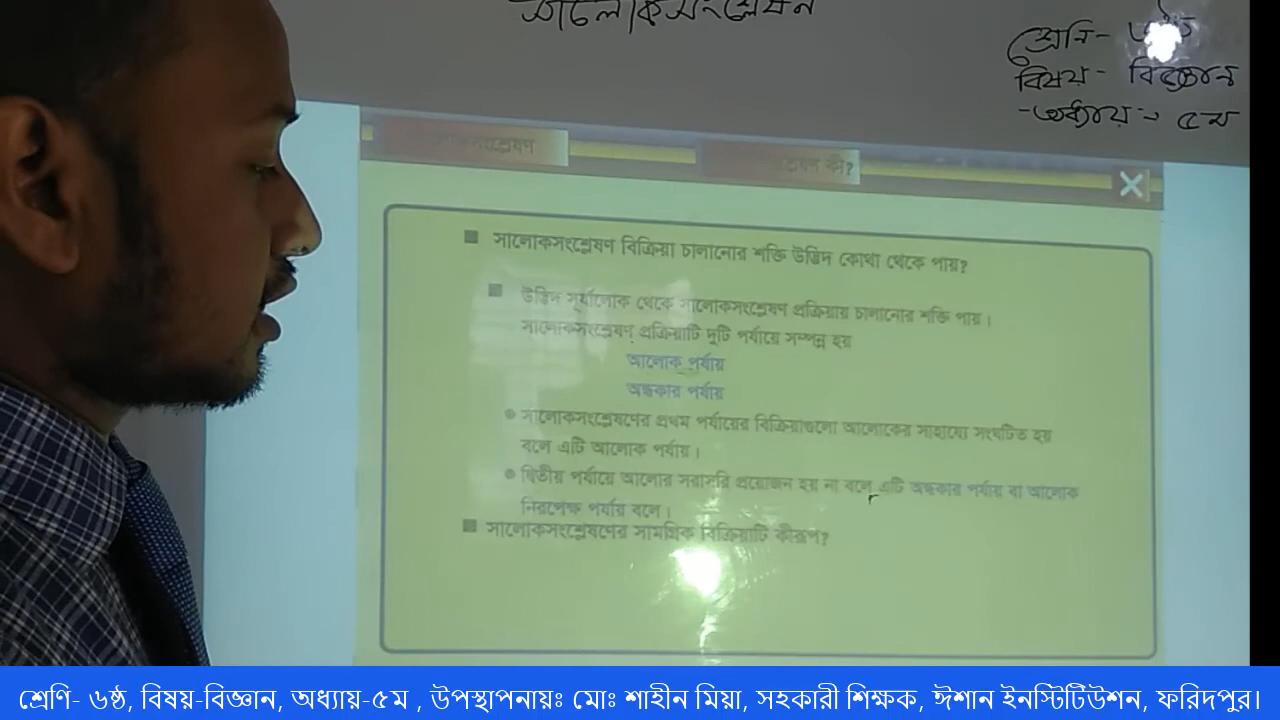 সালোকসংশ্লেষন
শ্রেনি- ৬ষ্ঠ
বিষয় - বিজ্ঞান
অধ্যায় - ৫ম
সংশ্লেষণ
কী?
■ সালোকসংশ্লেষণ বিক্রিয়া চালানোর শক্তি উদ্ভিদ কোথা থেকে পায়?
■ উদ্ভিদ সূর্যালোক থেকে সালোকসংশ্লেষণ প্রক্রিয়ায় চালানোর শক্তি পায়।
সালোকসংশ্লেষণ প্রক্রিয়াটি দুটি পর্যায়ে সম্পন্ন হয়
আলোক পর্যায়
অন্ধকার পর্যায়
● সালোকসংশ্লেষণের প্রথম পর্যায়ের বিক্রিয়াগুলো আলোকের সাহায্যে সংঘটিত হয়
বলে এটি আলোক পর্যায়।
● দ্বিতীয় পর্যায়ে আলোর সরাসরি প্রয়োজন হয় না বলে এটি অন্ধকার পর্যায় বা আলোক
নিরপেক্ষ পর্যায় বলে।
■ সালোকসংশ্লেষণের সামগ্রিক বিক্রিয়াটি কীরূপ?
শ্রেণি- ৬ষ্ঠ, বিষয়-বিজ্ঞান, অধ্যায়-৫ম , উপস্থাপনায়ঃ মোঃ শাহীন মিয়া, সহকারী শিক্ষক, ঈশান ইনস্টিটিউশন, ফরিদপুর।